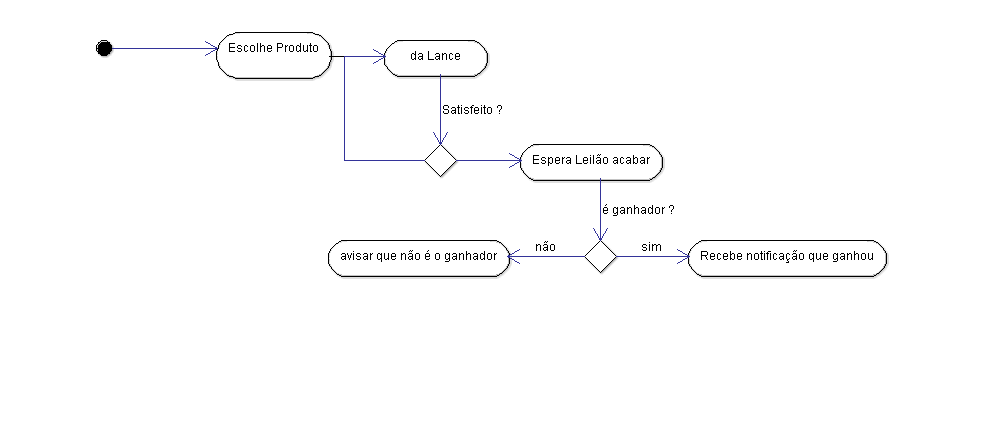 Escolhe Produto
da Lance
Satisfeito ?
Espera Leilão acabar
é ganhador ?
não
sim
avisar que não é o ganhador
Recebe notificação que ganhou